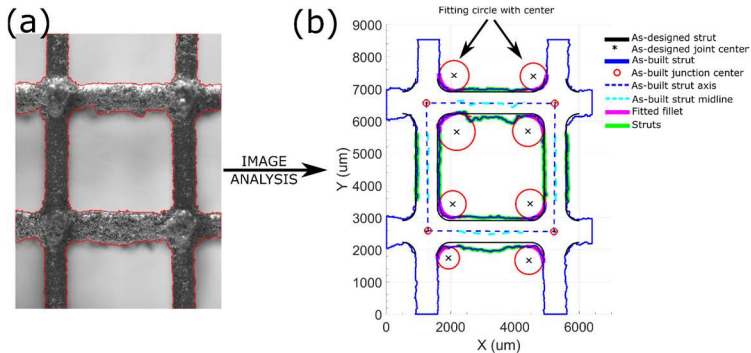 (a)
(b)
Fitting circle with center
IMAGE
ANALYSIS
Y (um)
9000
8000
7000
6000
5000
4000
3000
2000
1000
0
0
2000
4000
6000
X (um)
As-designed strut
As-designed joint center
As-built strut
As-built junction center
As-built strut axis
As-built strut midline
Fitted fillet
Struts